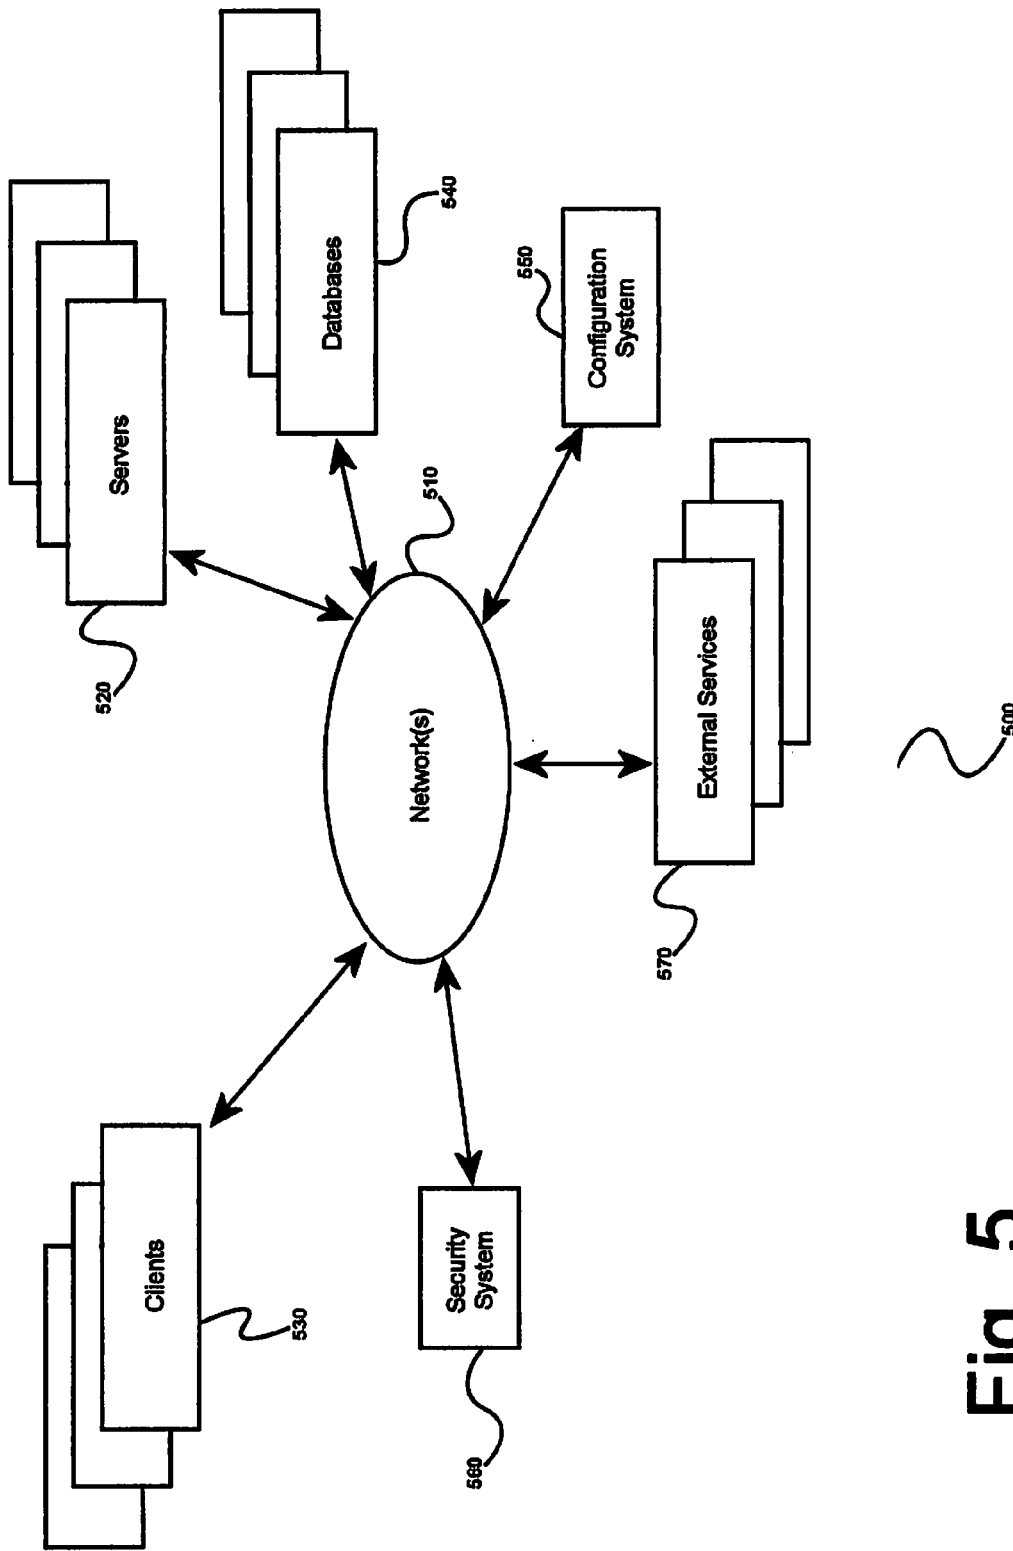 Clients
530
Security
System
560
Network(s)
510
Servers
520
Databases
540
Configuration
System
550
External Services
570
500
Fig. 5